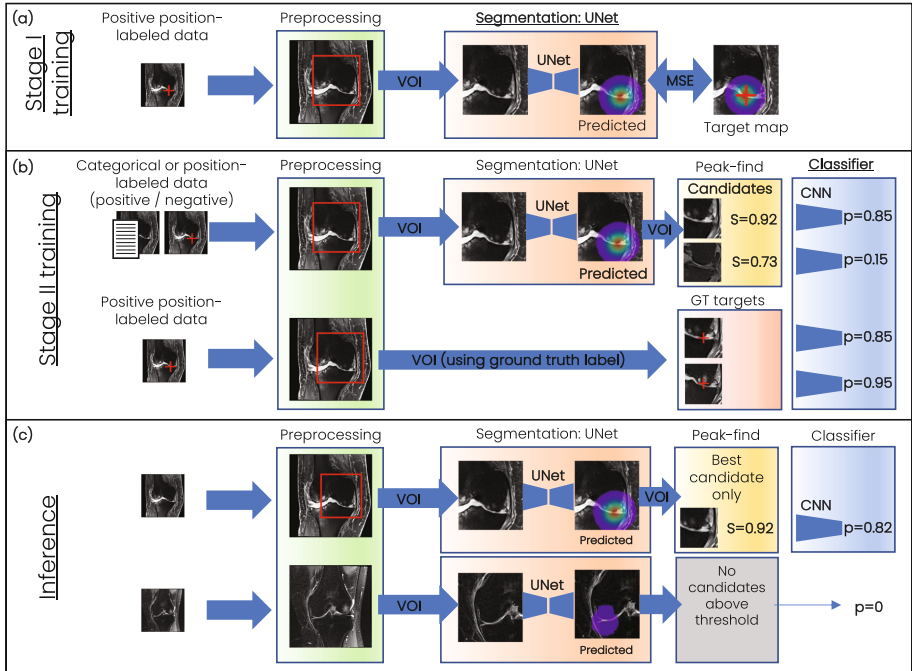 (a)
Stage I
training
Positive position-
labeled data
Preprocessing
VOI
Segmentation: UNet
UNet
Predicted
MSE
Target map
(b)
Stage II training
Categorical or position-
labeled data
(positive / negative)
Preprocessing
VOI
Segmentation: UNet
UNet
Predicted
VOI
Peak-find
Candidates
S=0.92
S=0.73
Classifier
CNN
p=0.85
p=0.15
Positive position-
labeled data
VOI (using ground truth label)
GT targets
p=0.85
p=0.95
(c)
Inference
Preprocessing
VOI
Segmentation: UNet
UNet
Predicted
VOI
Peak-find
Best
candidate
only
S=0.92
Classifier
CNN
p=0.82
VOI
UNet
Predicted
No
candidates
above
threshold
p=0